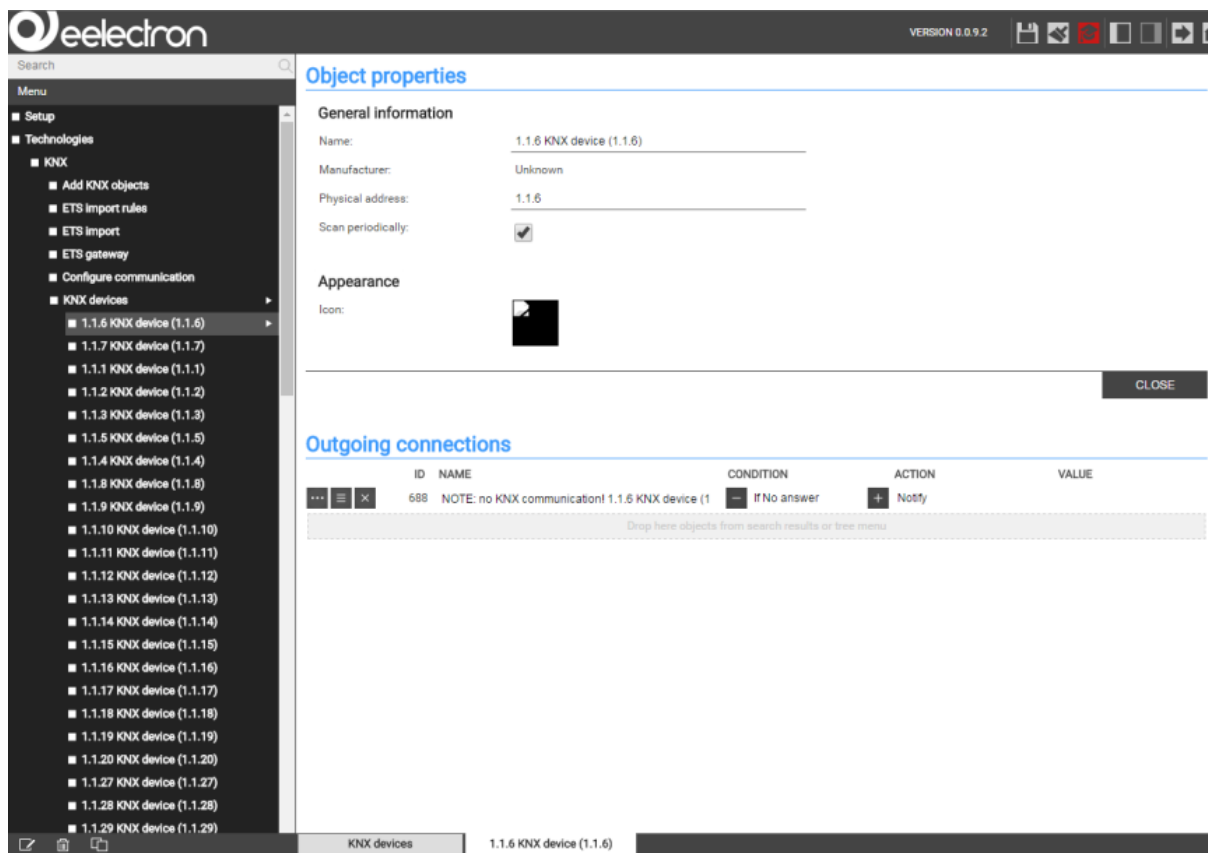 eelectron
VERSION 0.0.9.2
Search
Menu
Setup
Technologies
KNX
Add KNX objects
ETS import rules
ETS import
ETS gateway
Configure communication
KNX devices
1.1.6 KNX device (1.1.6)
1.1.7 KNX device (1.1.7)
1.1.1 KNX device (1.1.1)
1.1.2 KNX device (1.1.2)
1.1.3 KNX device (1.1.3)
1.1.5 KNX device (1.1.5)
1.1.4 KNX device (1.1.4)
1.1.8 KNX device (1.1.8)
1.1.9 KNX device (1.1.9)
1.1.10 KNX device (1.1.10)
1.1.11 KNX device (1.1.11)
1.1.12 KNX device (1.1.12)
1.1.13 KNX device (1.1.13)
1.1.14 KNX device (1.1.14)
1.1.15 KNX device (1.1.15)
1.1.16 KNX device (1.1.16)
1.1.17 KNX device (1.1.17)
1.1.18 KNX device (1.1.18)
1.1.19 KNX device (1.1.19)
1.1.20 KNX device (1.1.20)
1.1.27 KNX device (1.1.27)
1.1.28 KNX device (1.1.28)
1.1.29 KNX device (1.1.29)
Object properties
General information
Name: 1.1.6 KNX device (1.1.6)
Manufacturer: Unknown
Physical address: 1.1.6
Scan periodically:
Appearance
Icon:
CLOSE
Outgoing connections
ID NAME CONDITION ACTION VALUE
688 NOTE: no KNX communication! 1.1.6 KNX device (1 If No answer Notify
Drop here objects from search results or tree menu
KNX devices 1.1.6 KNX device (1.1.6)